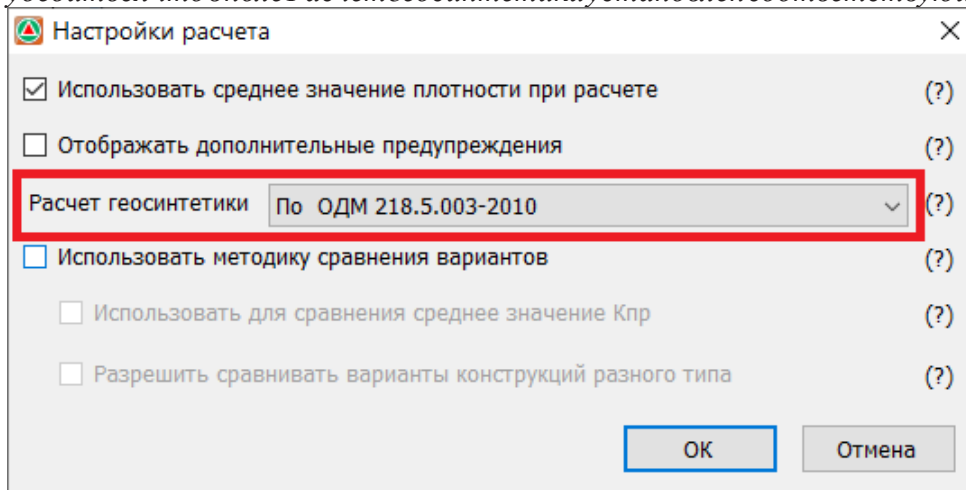 Настройки расчета
Использовать среднее значение плотности при расчете (?)
Отображать дополнительные предупреждения (?)
Расчет геосинтетики По ОДМ 218.5.003-2010 (?)
Использовать методику сравнения вариантов (?)
Использовать для сравнения среднее значение Кпр (?)
Разрешить сравнивать варианты конструкций разного типа (?)
ОК Отмена